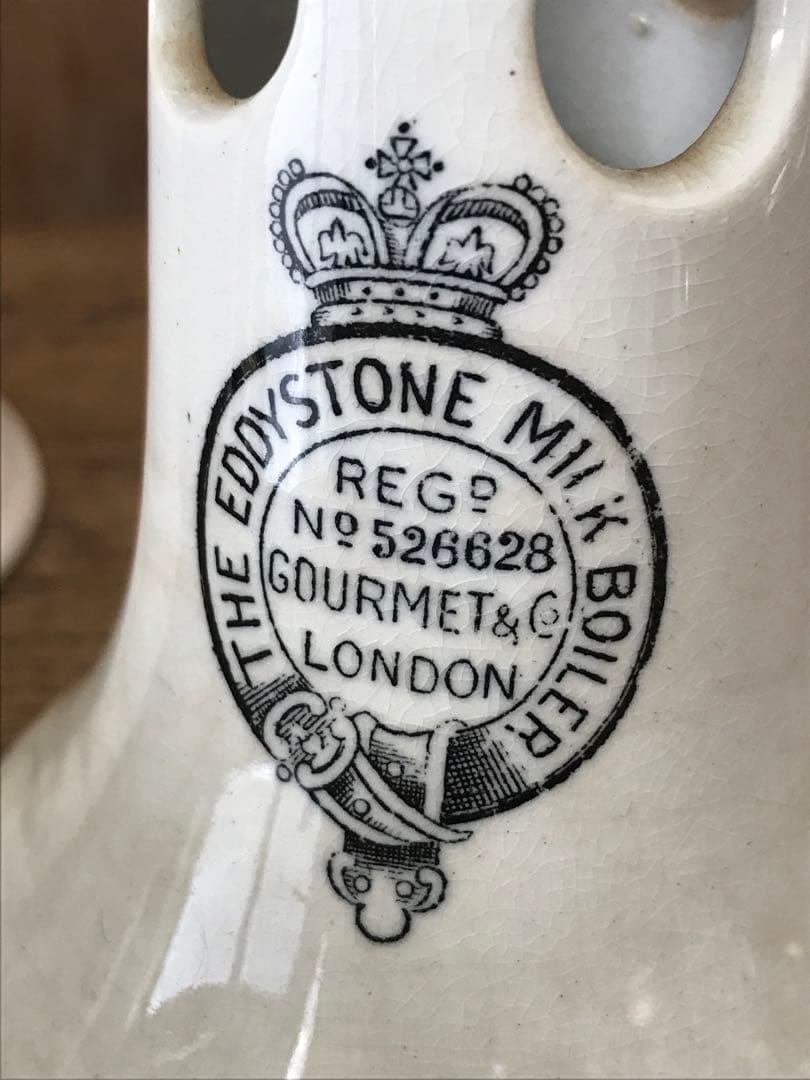 THE EDDYSTONE MILK BOILER
REGD
No 526628
GOURMET & Co
LONDON